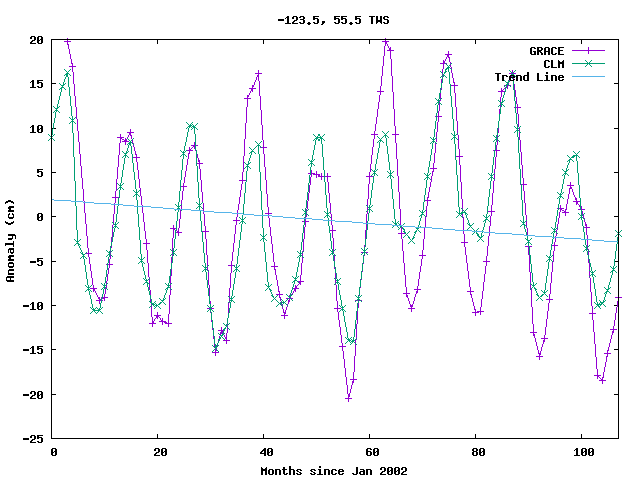 -123.5, 55.5 TWS
GRACE
CLM
Trend Line
20
15
10
5
0
-5
-10
-15
-20
-25
Anomaly (cm)
0 20 40 60 80 100
Months since Jan 2002